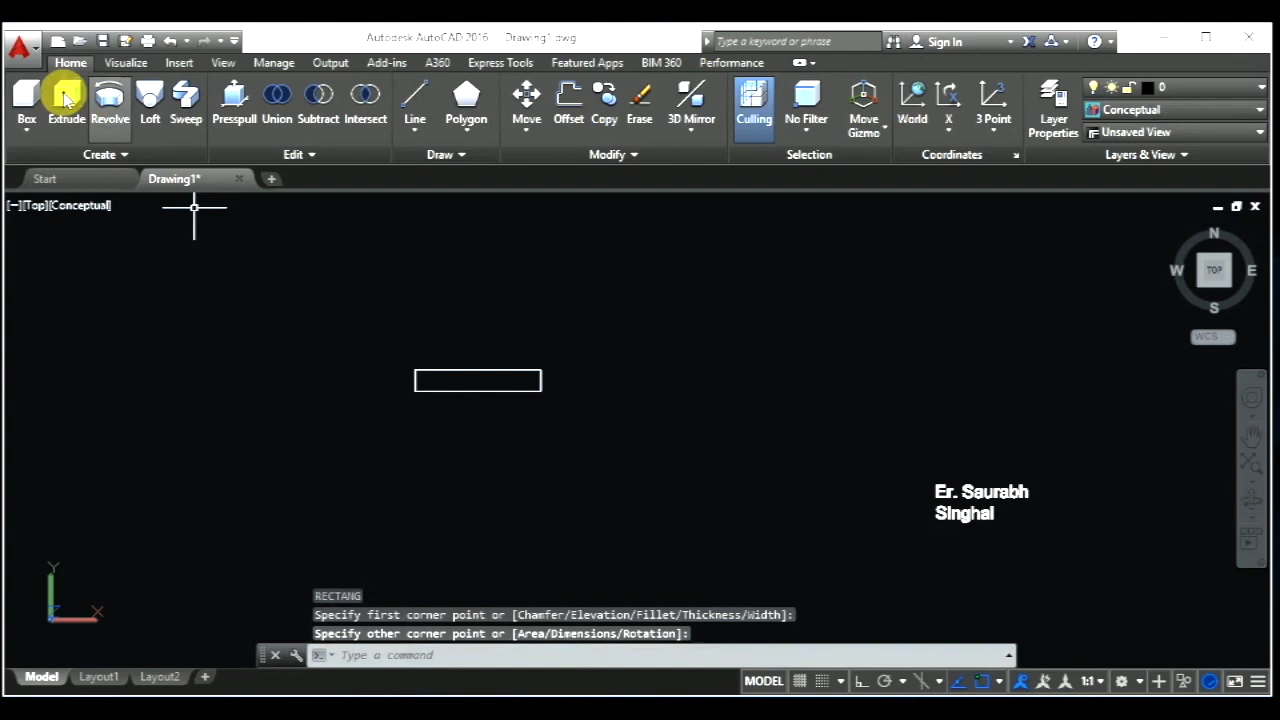 Autodesk AutoCAD 2016 Drawing1.dwg
Type a keyword or phrase
Sign In
Home Visualize Insert View Manage Output Add-ins A360 Express Tools Featured Apps BIM 360 Performance
Box Extrude Revolve Loft Sweep Presspull Union Subtract Intersect Line Polygon Move Offset Copy Erase 3D Mirror Culling No Filter Move Gizmo World X 3 Point Layer Properties
0
Conceptual
Unsaved View
Create Edit Draw Modify Selection Coordinates Layers & View
Start Drawing1*
[−][Top][Conceptual]
N
W TOP E
S
WCS
Er. Saurabh
Singhal
Y
X
RECTANG
Specify first corner point or [Chamfer/Elevation/Fillet/Thickness/Width]:
Specify other corner point or [Area/Dimensions/Rotation]:
Type a command
Model Layout1 Layout2 +
MODEL 1:1